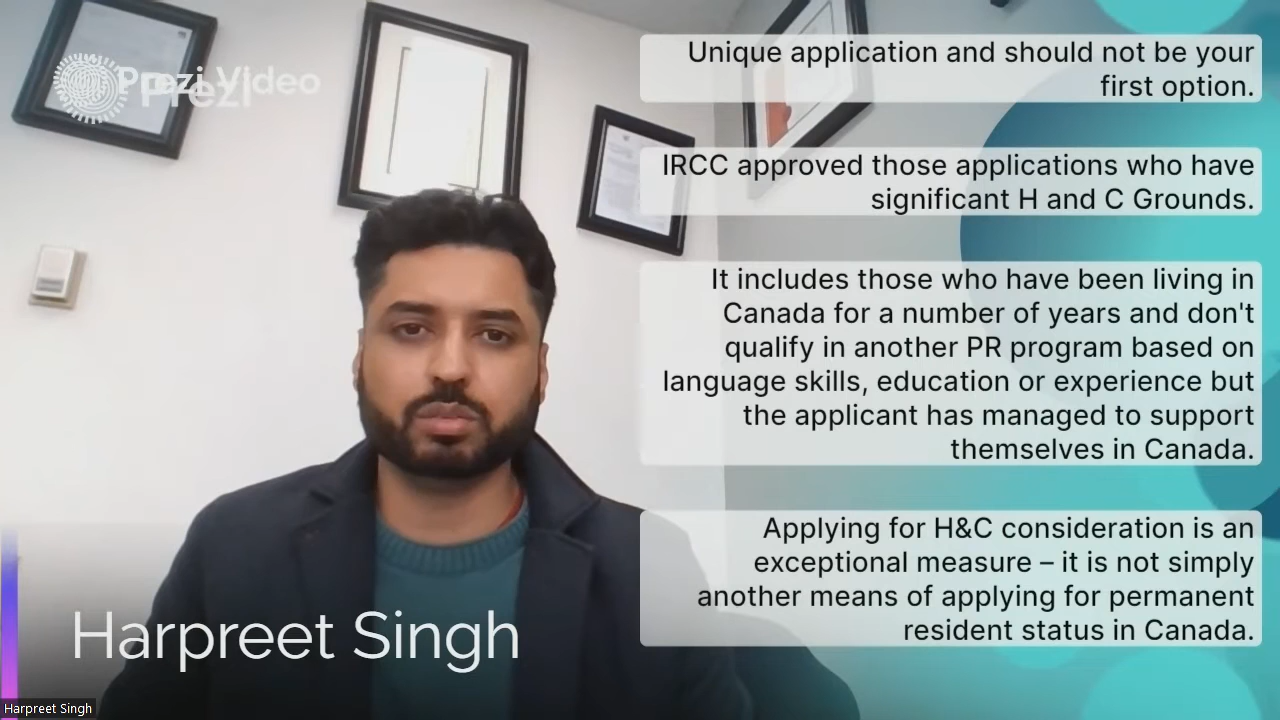 Prezi Video
Prezi
Unique application and should not be your
first option.
IRCC approved those applications who have
significant H and C Grounds.
It includes those who have been living in
Canada for a number of years and don't
qualify in another PR program based on
language skills, education or experience but
the applicant has managed to support
themselves in Canada.
Applying for H&C consideration is an
exceptional measure – it is not simply
another means of applying for permanent
resident status in Canada.
Harpreet Singh
Harpreet Singh